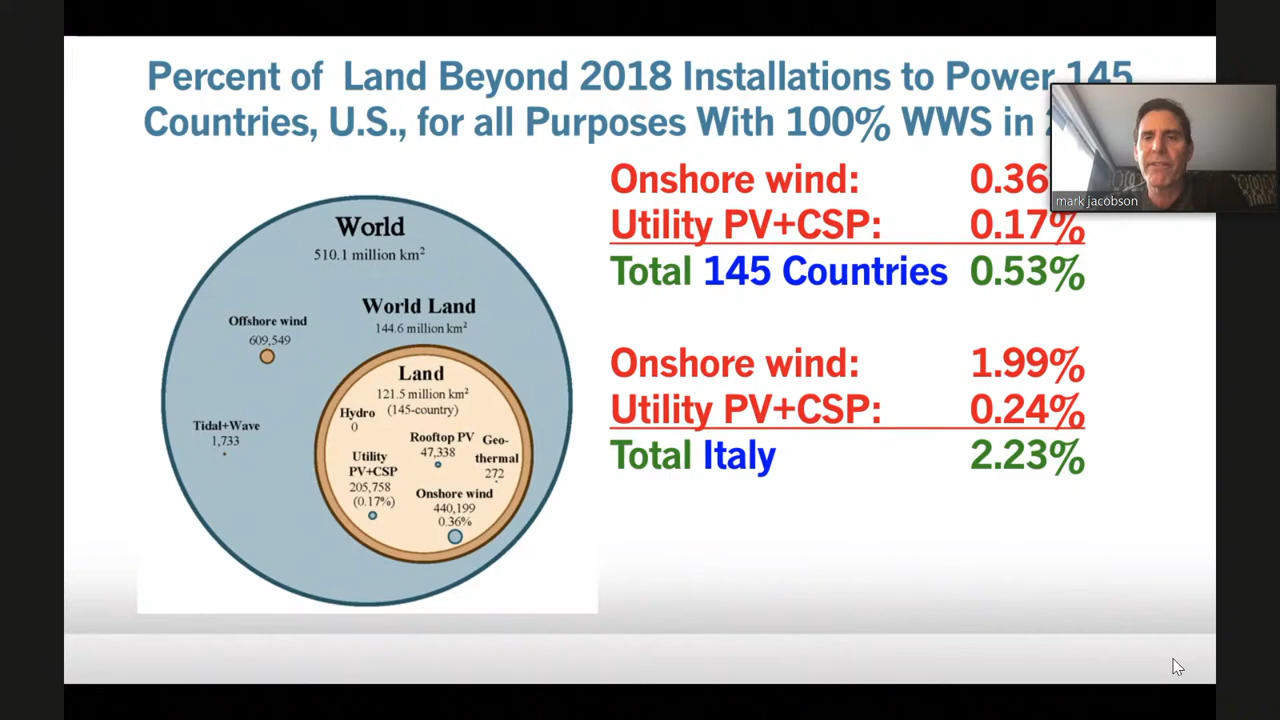 Percent of Land Beyond 2018 Installations to Power 145
Countries, U.S., for all Purposes With 100% WWS in
World
510.1 million km²
World Land
144.6 million km²
Offshore wind
609,549
Tidal+Wave
1,733
Land
121.5 million km²
(145-country)
Hydro
0
Rooftop PV
47,338
Geo-
thermal
272
Utility
PV+CSP
205,758
(0.17%)
Onshore wind
440,199
0.36%
Onshore wind: 0.36
Utility PV+CSP: 0.17%
Total 145 Countries 0.53%
Onshore wind: 1.99%
Utility PV+CSP: 0.24%
Total Italy 2.23%
mark jacobson